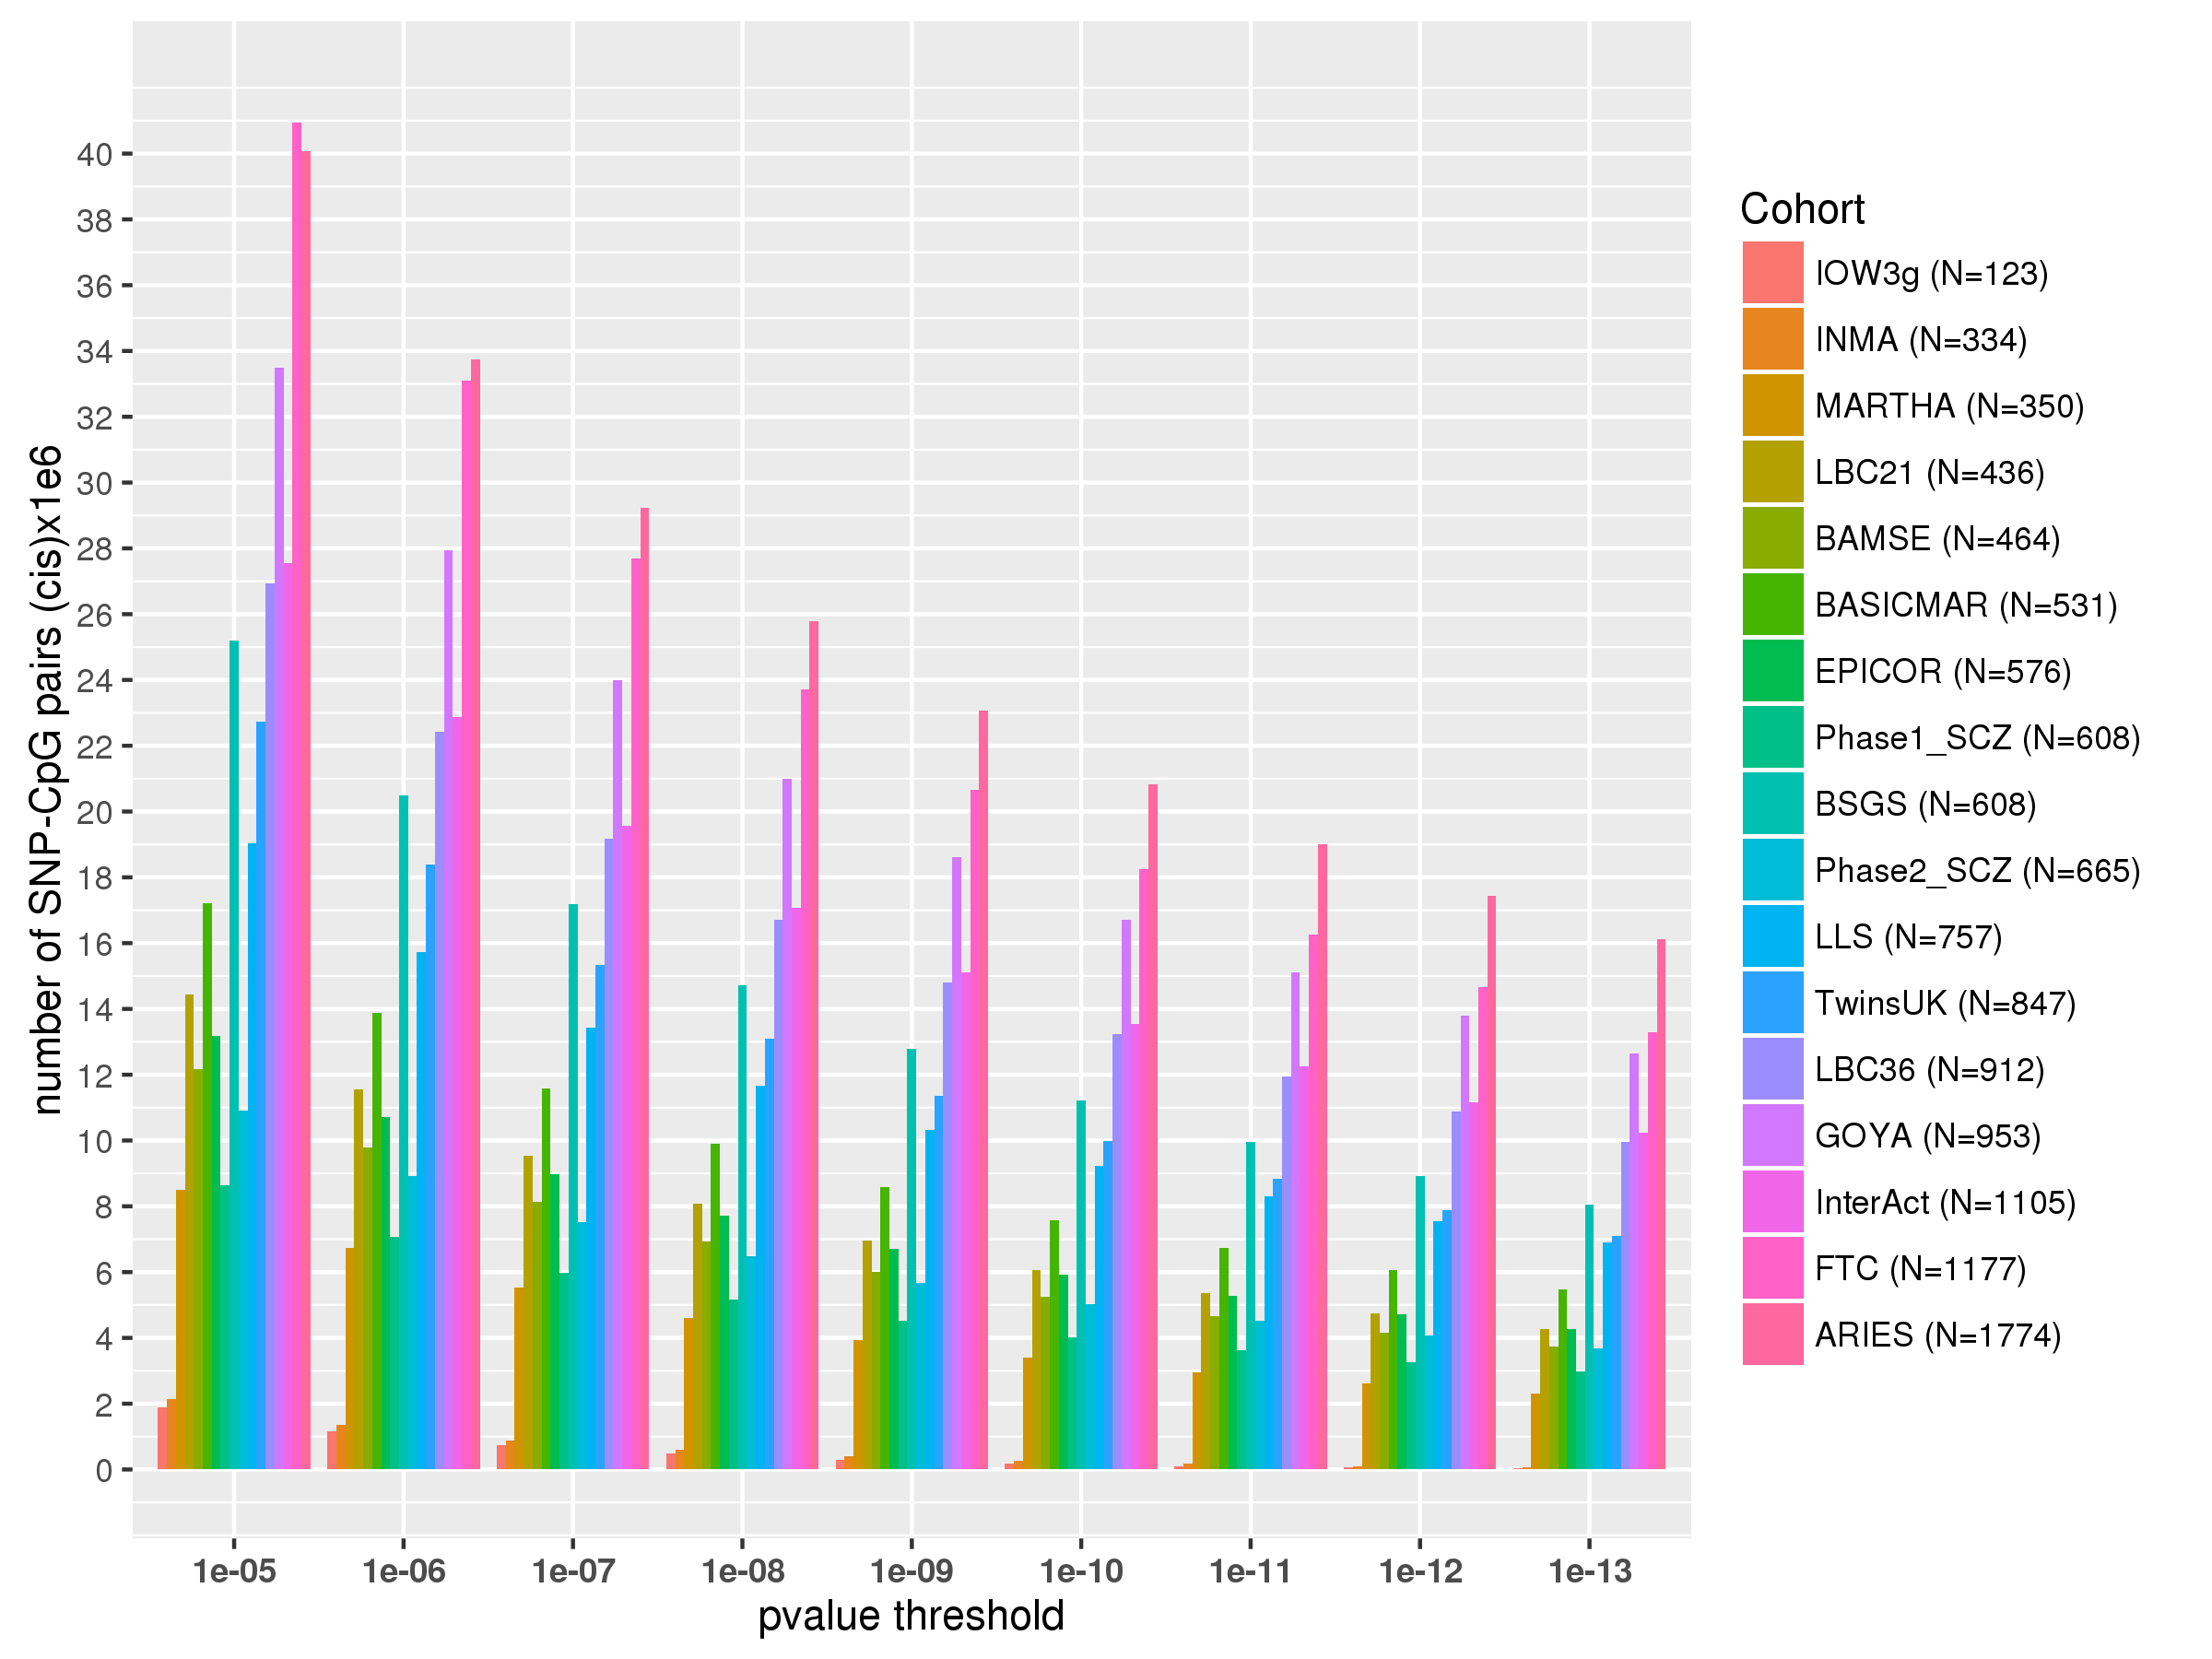 number of SNP-CpG pairs (cis)x1e6
40
38
36
34
32
30
28
26
24
22
20
18
16
14
12
10
8
6
4
2
0
1e-05 1e-06 1e-07 1e-08 1e-09 1e-10 1e-11 1e-12 1e-13
pvalue threshold
Cohort
IOW3g (N=123)
INMA (N=334)
MARTHA (N=350)
LBC21 (N=436)
BAMSE (N=464)
BASICMAR (N=531)
EPICOR (N=576)
Phase1_SCZ (N=608)
BSGS (N=608)
Phase2_SCZ (N=665)
LLS (N=757)
TwinsUK (N=847)
LBC36 (N=912)
GOYA (N=953)
InterAct (N=1105)
FTC (N=1177)
ARIES (N=1774)